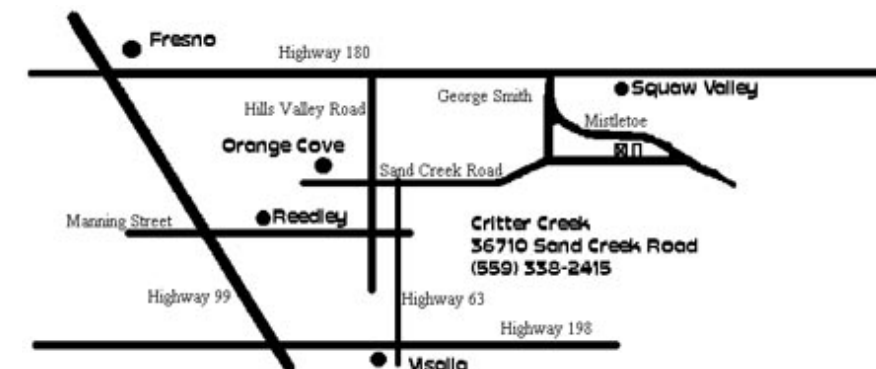 Fresno
Highway 180
Squaw Valley
George Smith
Hills Valley Road
Mistletoe
Orange Cove
Sand Creek Road
Manning Street
Reedley
Critter Creek
36710 Sand Creek Road
(559) 338-2415
Highway 99
Highway 63
Highway 198
Visalia